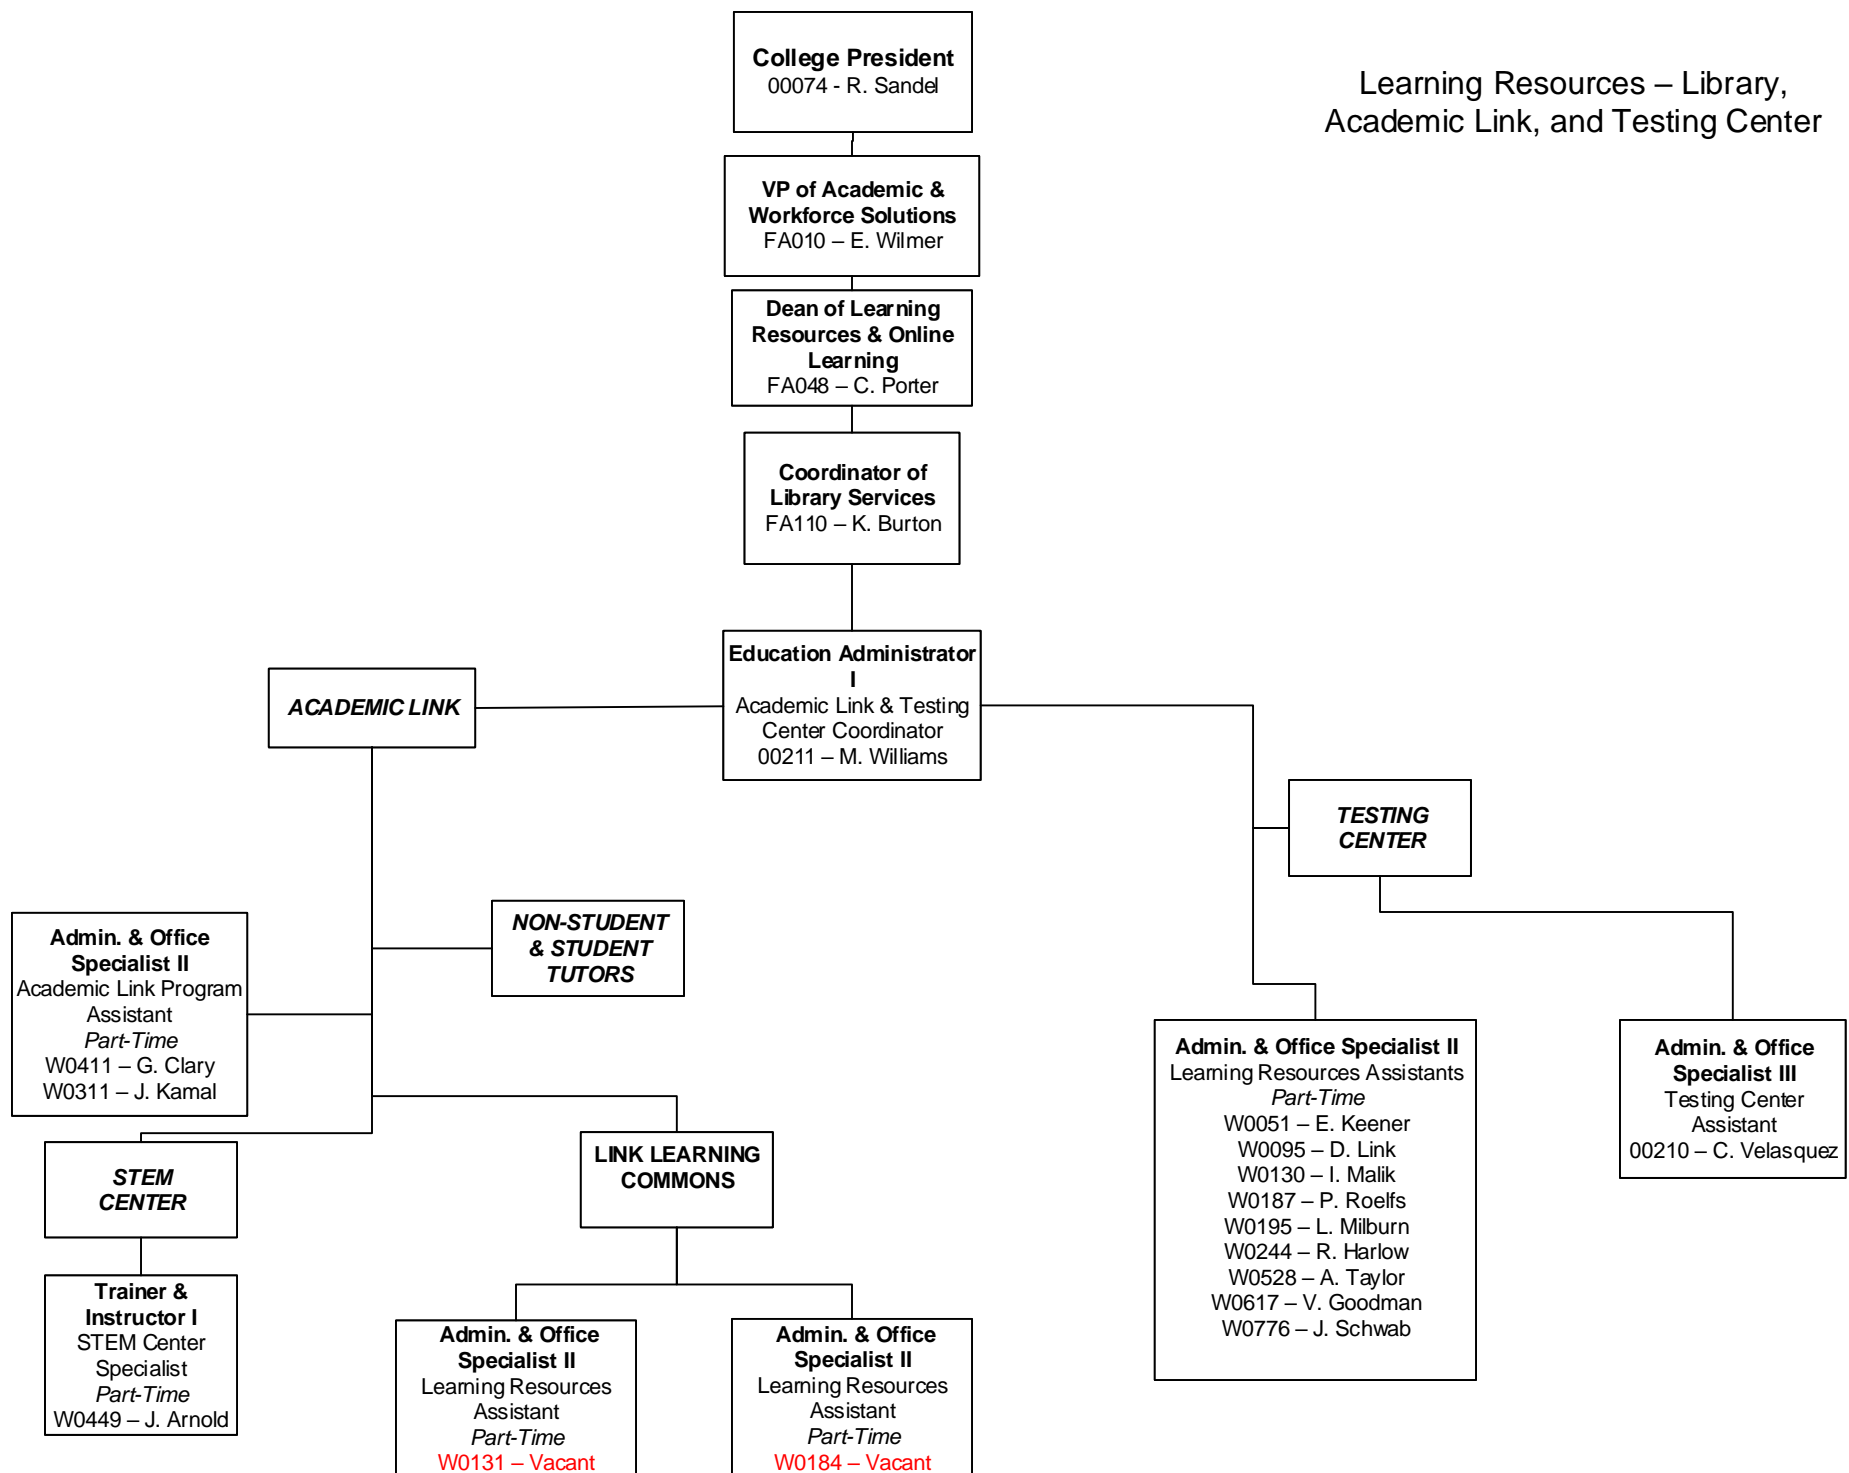 College President
00074 - R. Sandel
Learning Resources – Library,
Academic Link, and Testing Center
VP of Academic &
Workforce Solutions
FA010 – E. Wilmer
Dean of Learning
Resources & Online
Learning
FA048 – C. Porter
Coordinator of
Library Services
FA110 – K. Burton
Education Administrator
I
Academic Link & Testing
Center Coordinator
00211 – M. Williams
ACADEMIC LINK
TESTING
CENTER
NON-STUDENT
& STUDENT
TUTORS
Admin. & Office
Specialist II
Academic Link Program
Assistant
Part-Time
W0411 – G. Clary
W0311 – J. Kamal
Admin. & Office Specialist II
Learning Resources Assistants
Part-Time
W0051 – E. Keener
W0095 – D. Link
W0130 – I. Malik
W0187 – P. Roelfs
W0195 – L. Milburn
W0244 – R. Harlow
W0528 – A. Taylor
W0617 – V. Goodman
W0776 – J. Schwab
Admin. & Office
Specialist III
Testing Center
Assistant
00210 – C. Velasquez
STEM
CENTER
LINK LEARNING
COMMONS
Trainer &
Instructor I
STEM Center
Specialist
Part-Time
W0449 – J. Arnold
Admin. & Office
Specialist II
Learning Resources
Assistant
Part-Time
W0131 – Vacant
Admin. & Office
Specialist II
Learning Resources
Assistant
Part-Time
W0184 – Vacant